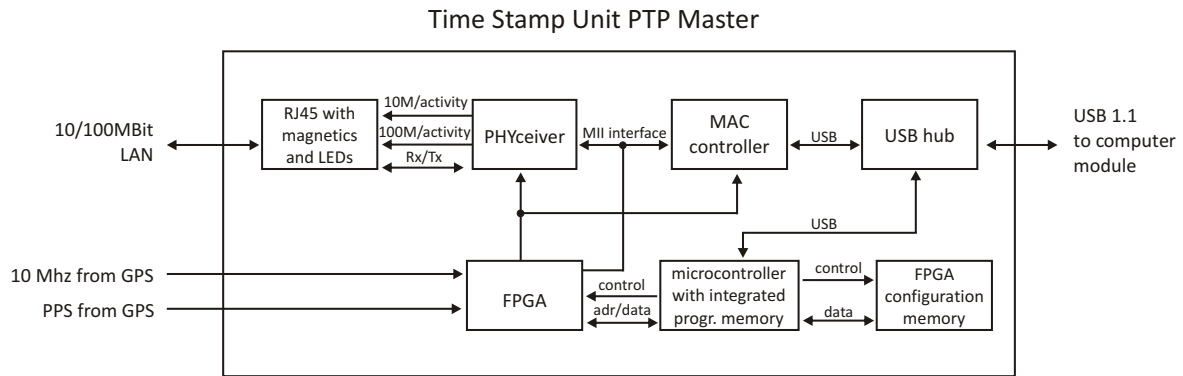 Time Stamp Unit PTP Master
10/100MBit
LAN
RJ45 with
magnetics
and LEDs
10M/activity
100M/activity
Rx/Tx
PHYceiver
MII interface
MAC
controller
USB
USB hub
USB 1.1
to computer
module
USB
10 Mhz from GPS
PPS from GPS
FPGA
control
adr/data
microcontroller
with integrated
progr. memory
control
data
FPGA
configuration
memory